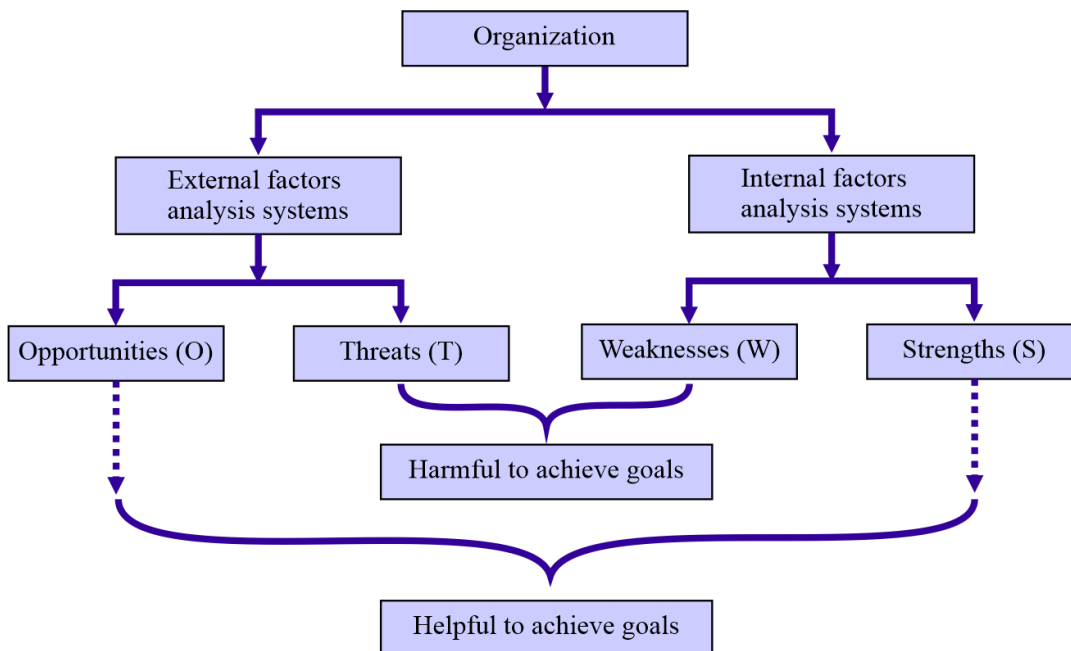 Organization
External factors
analysis systems
Internal factors
analysis systems
Opportunities (O)
Threats (T)
Weaknesses (W)
Strengths (S)
Harmful to achieve goals
Helpful to achieve goals